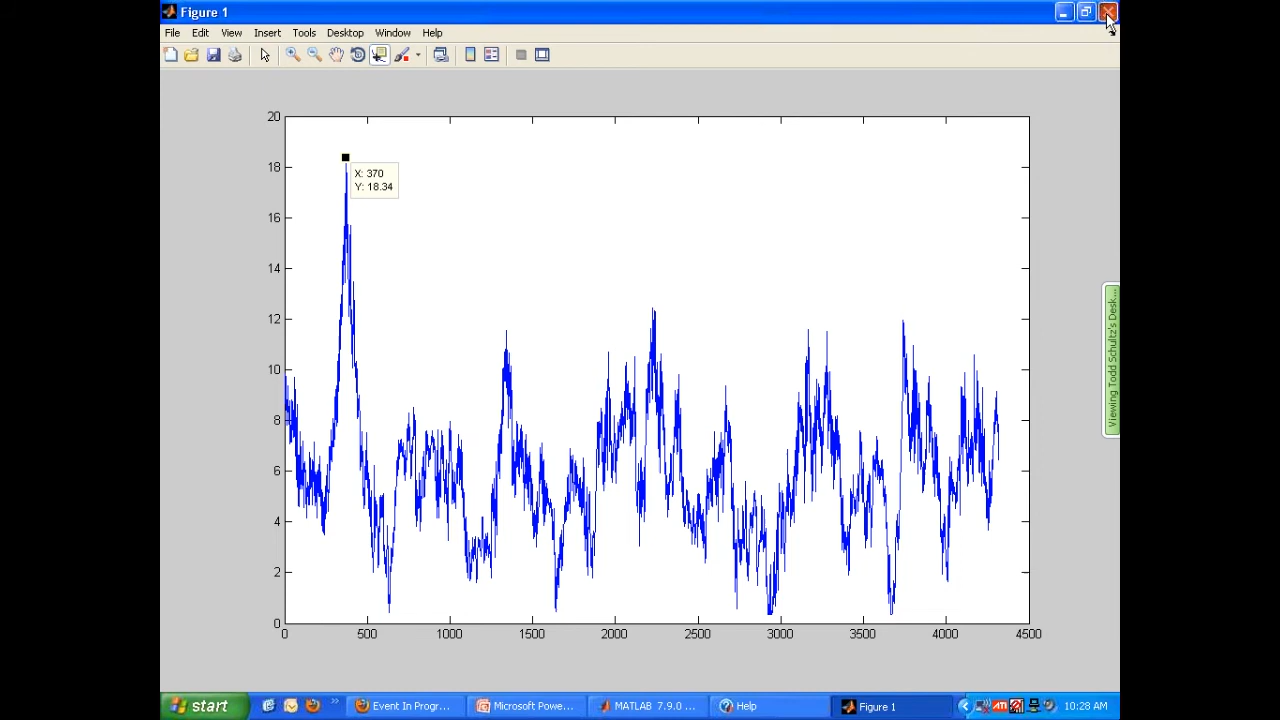 Figure 1
File Edit View Insert Tools Desktop Window Help
20
18
16
14
12
10
8
6
4
2
0
X: 370
Y: 18.34
0 500 1000 1500 2000 2500 3000 3500 4000 4500
Viewing Todd Schultz's Desk...
start
Event In Progr...
Microsoft Powe...
MATLAB 7.9.0 ...
Help
Figure 1
ATI
10:28 AM